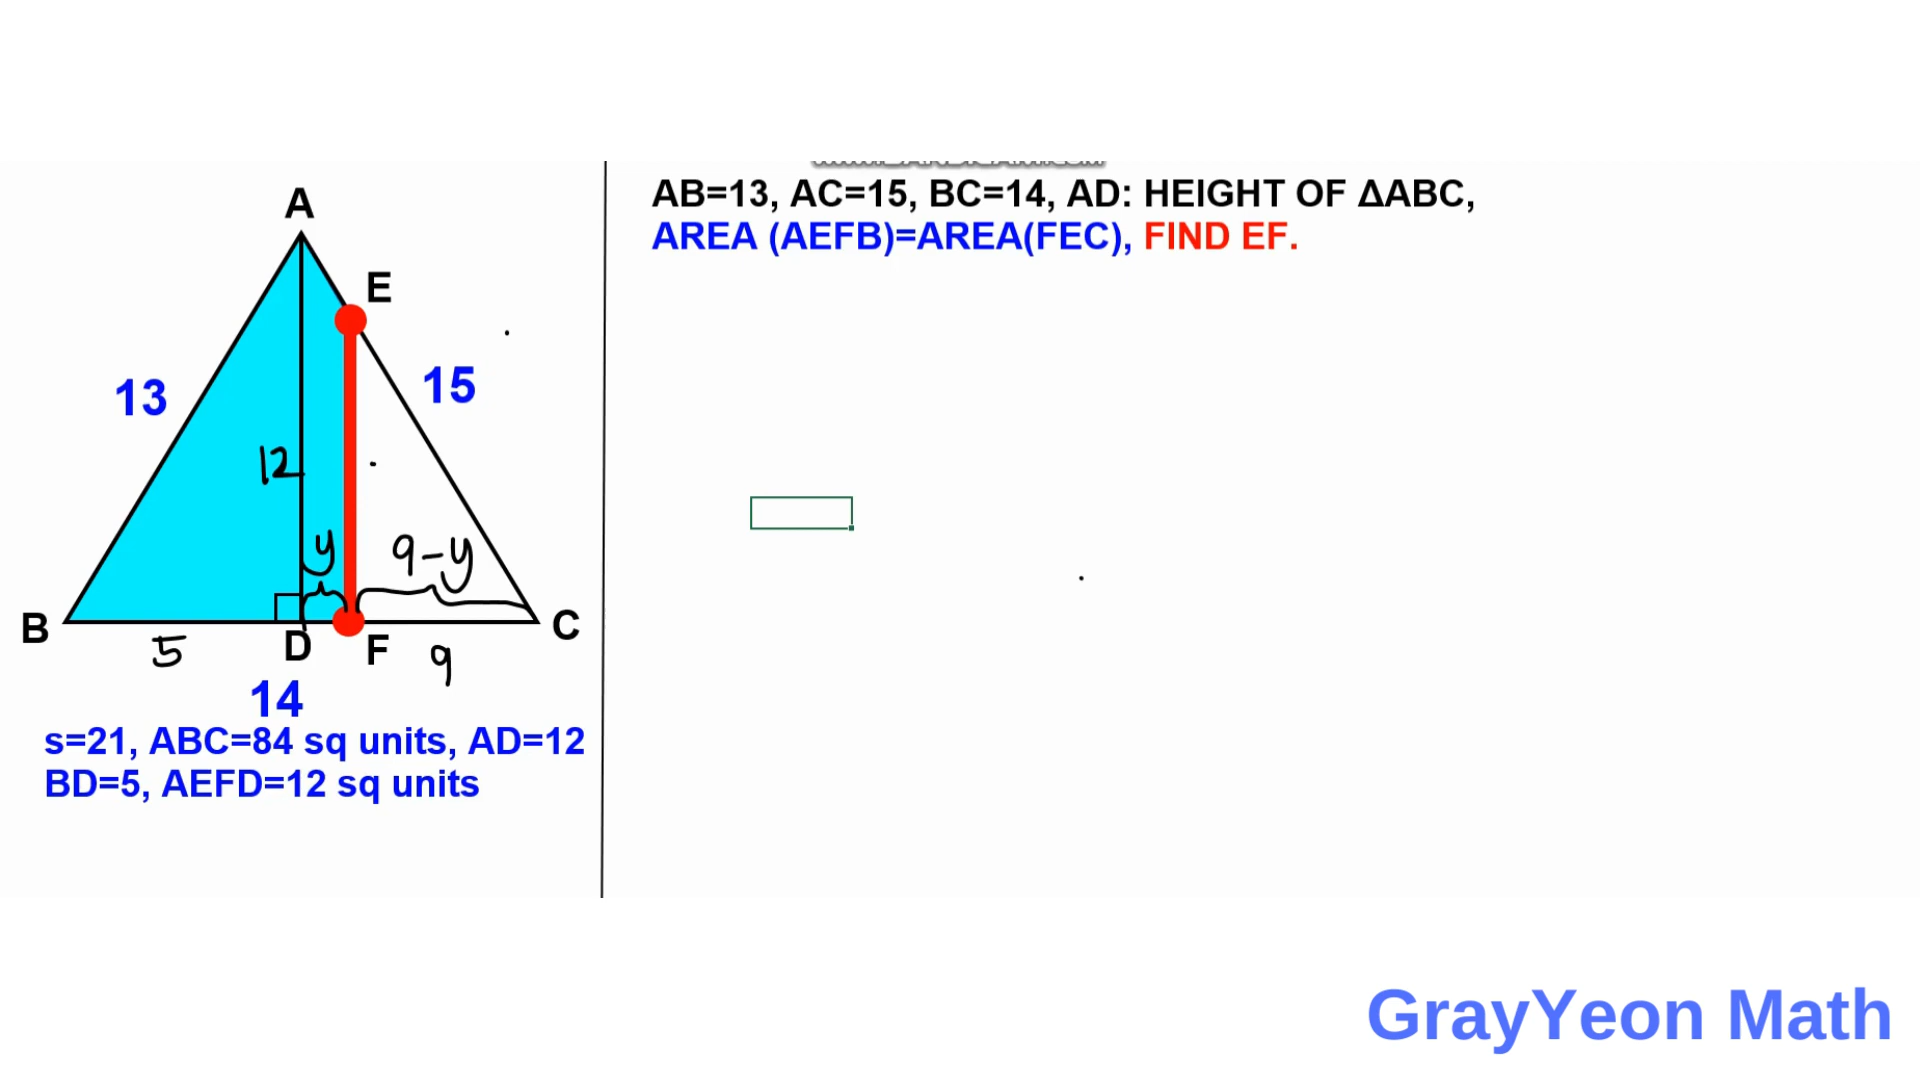 AB=13, AC=15, BC=14, AD: HEIGHT OF ΔABC,
AREA (AEFB)=AREA(FEC), FIND EF.
A
E
13
15
12
y
9-y
B
D
F
C
5
9
14
s=21, ABC=84 sq units, AD=12
BD=5, AEFD=12 sq units
GrayYeon Math